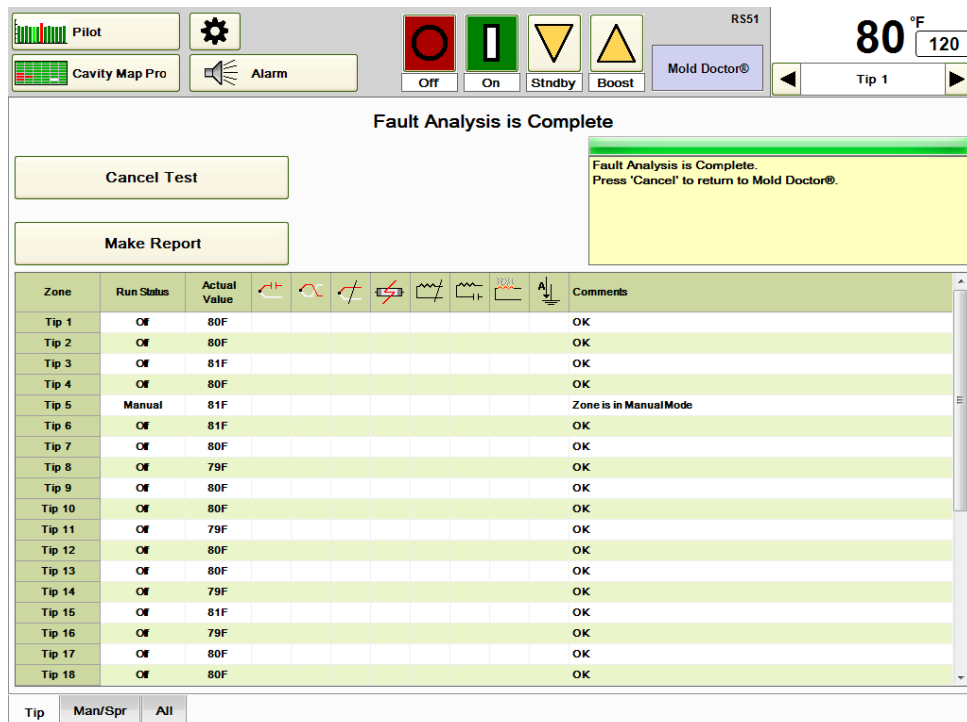 Pilot
Cavity Map Pro
Alarm
Off
On
Stndby
Boost
RS51
Mold Doctor®
80 °F
120
Tip 1
Fault Analysis is Complete
Cancel Test
Make Report
Fault Analysis is Complete.
Press 'Cancel' to return to Mold Doctor®.
Zone Run Status Actual Value A Comments
Tip 1 Off 80F OK
Tip 2 Off 80F OK
Tip 3 Off 81F OK
Tip 4 Off 80F OK
Tip 5 Manual 81F Zone is in Manual Mode
Tip 6 Off 81F OK
Tip 7 Off 80F OK
Tip 8 Off 79F OK
Tip 9 Off 80F OK
Tip 10 Off 80F OK
Tip 11 Off 79F OK
Tip 12 Off 80F OK
Tip 13 Off 80F OK
Tip 14 Off 79F OK
Tip 15 Off 81F OK
Tip 16 Off 79F OK
Tip 17 Off 80F OK
Tip 18 Off 80F OK
Tip Man/Spr All